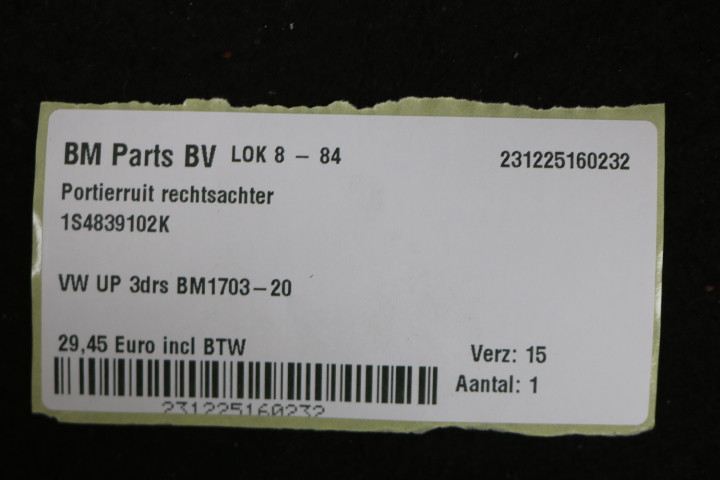 BM Parts BV LOK 8 – 84 231225160232
Portierruit rechtsachter
1S4839102K
VW UP 3drs BM1703–20
29,45 Euro incl BTW
Verz: 15
Aantal: 1
231225160232